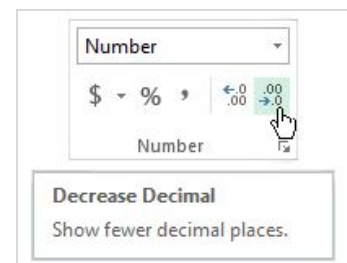 Number
$ % , ←.0 .00 .00 →.0
Number
Decrease Decimal
Show fewer decimal places.